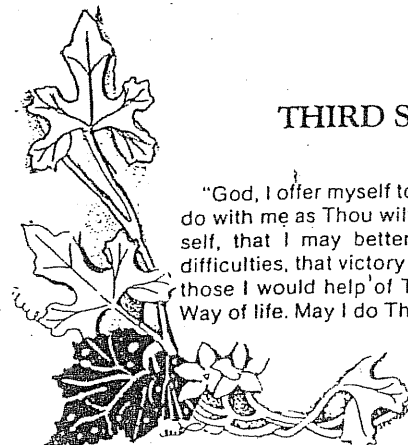 THIRD S
"God, I offer myself to
do with me as Thou wil
self, that I may better
difficulties, that victory
those I would help of T
Way of life. May I do Th